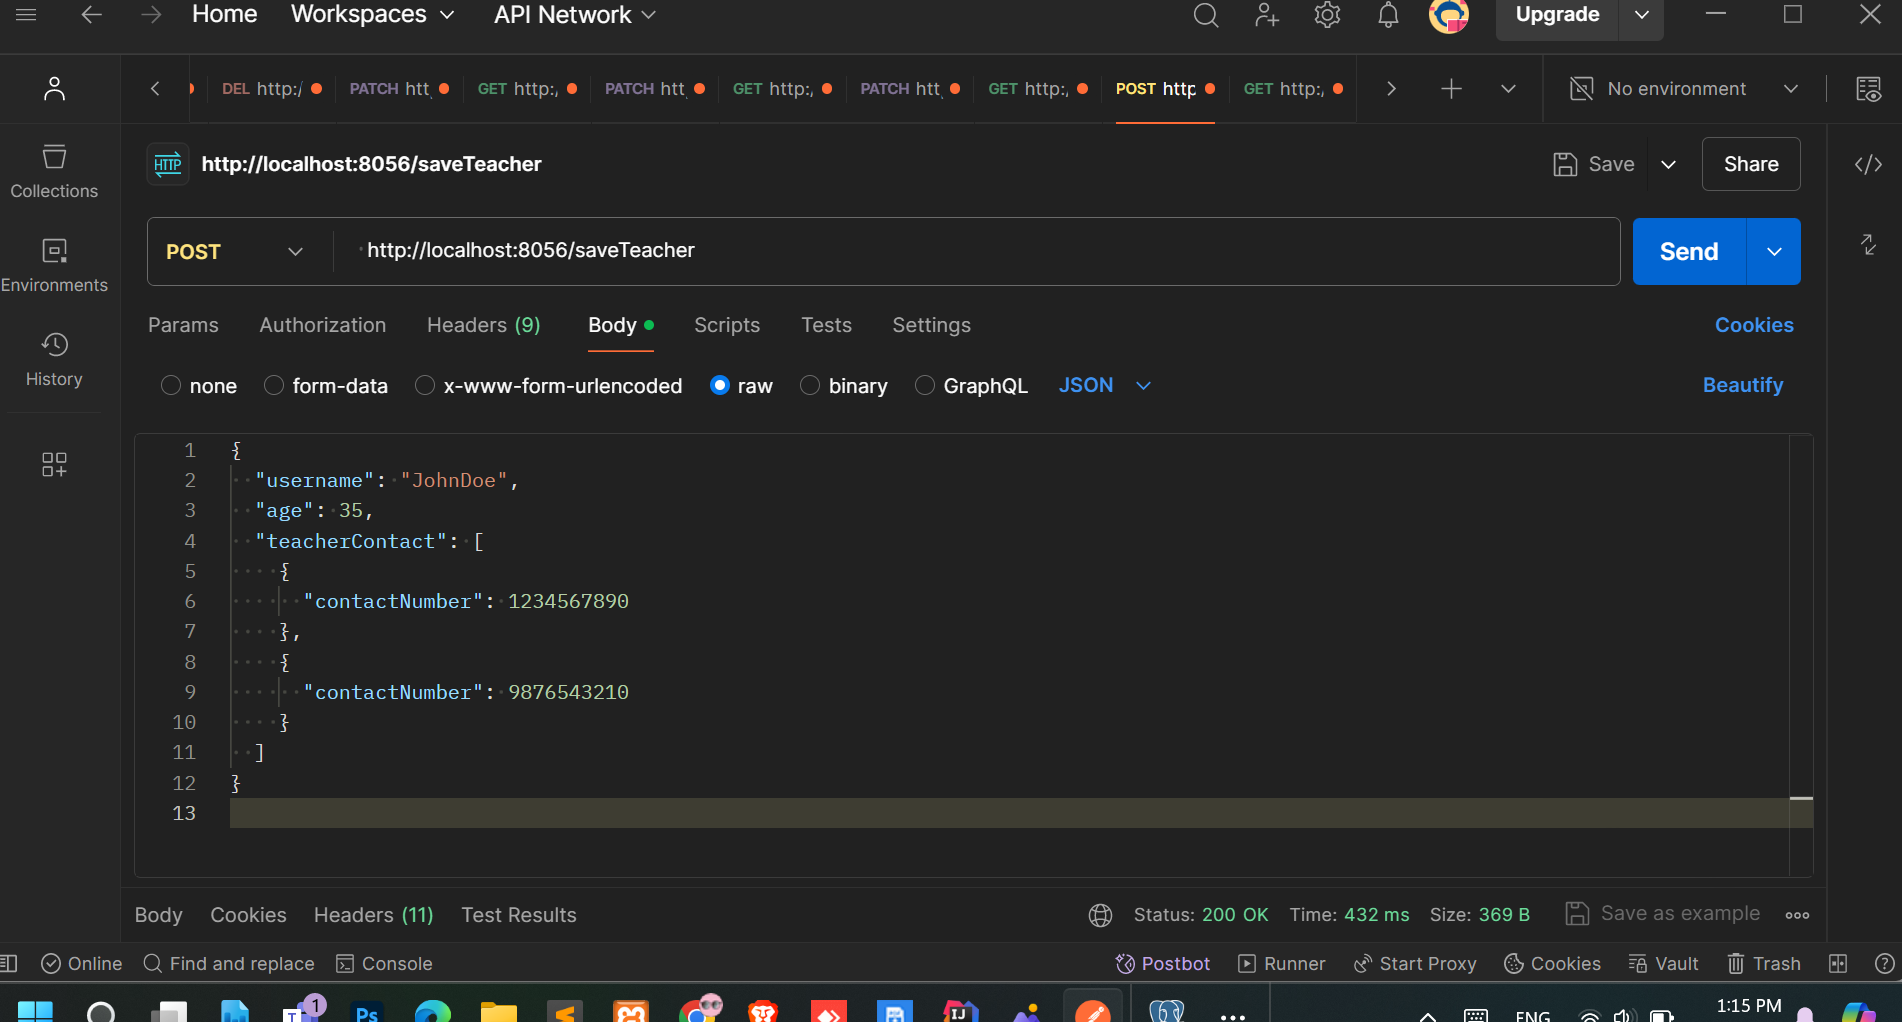 Home Workspaces API Network Upgrade
DEL http:/ PATCH htt GET http:/ PATCH htt GET http:/ PATCH htt GET http:/ POST http GET http:/ No environment
HTTP http://localhost:8056/saveTeacher Save Share
Collections
POST http://localhost:8056/saveTeacher Send
Environments
Params Authorization Headers (9) Body Scripts Tests Settings Cookies
History
none form-data x-www-form-urlencoded raw binary GraphQL JSON Beautify
1 {
2 "username": "JohnDoe",
3 "age": 35,
4 "teacherContact": [
5 {
6 "contactNumber": 1234567890
7 },
8 {
9 "contactNumber": 9876543210
10 }
11 ]
12 }
13
Body Cookies Headers (11) Test Results Status: 200 OK Time: 432 ms Size: 369 B Save as example
Online Find and replace Console Postbot Runner Start Proxy Cookies Vault Trash
1 Ps IJ ENG 1:15 PM